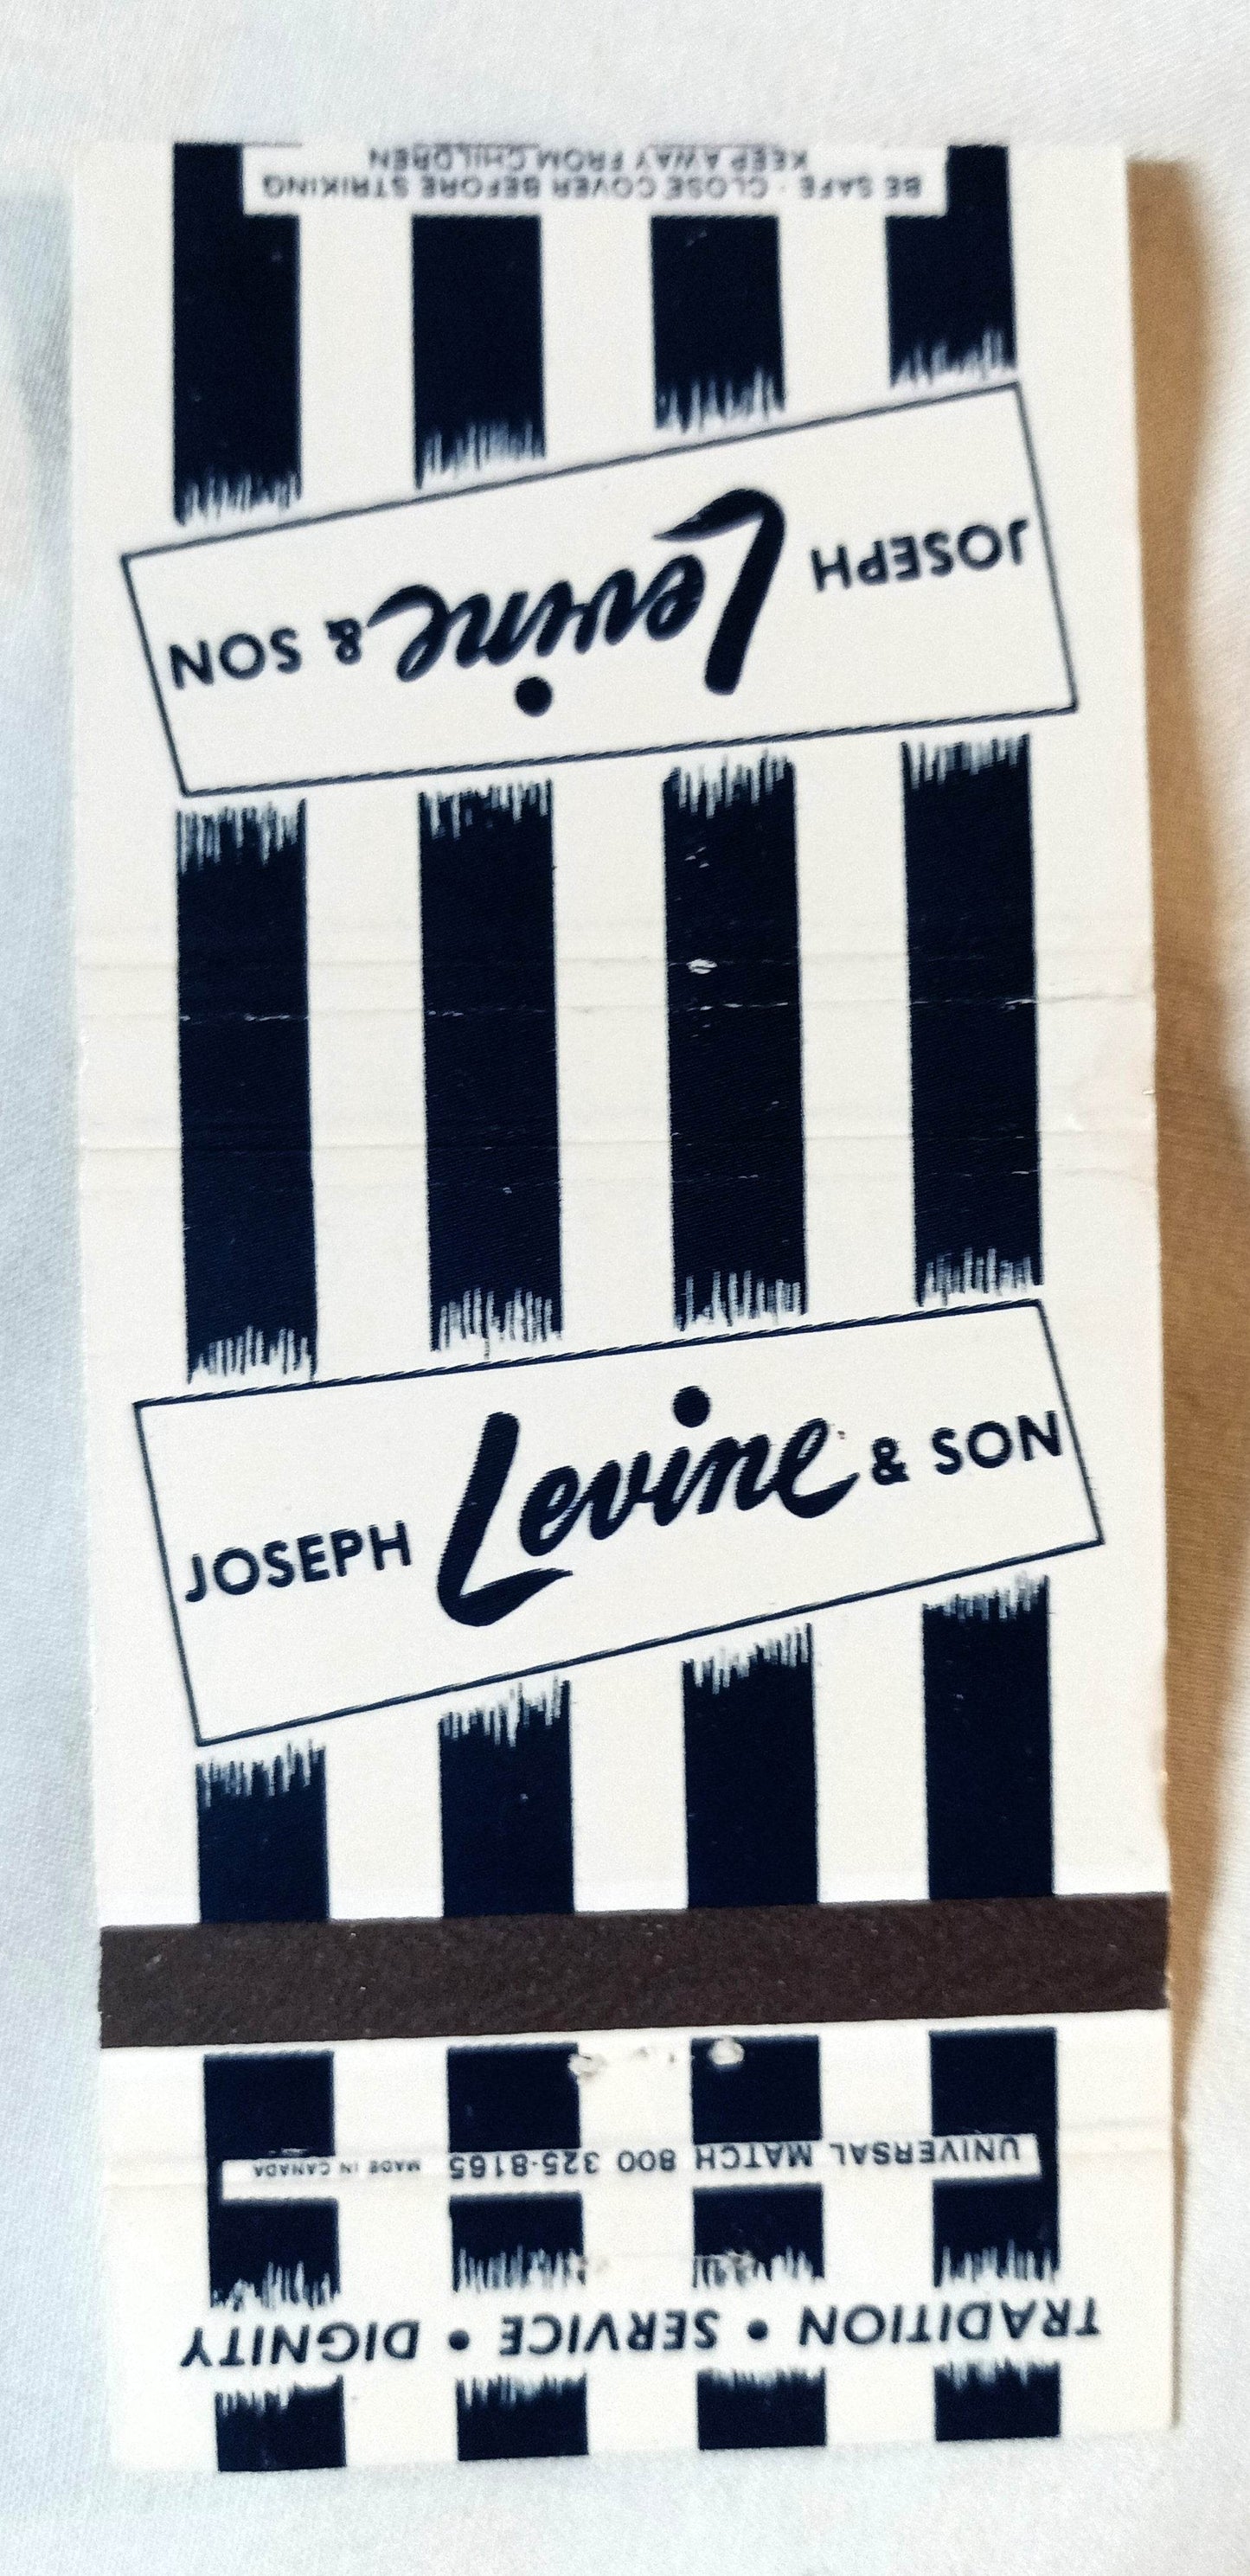 BE SAFE - CLOSE COVER BEFORE STRIKING
KEEP AWAY FROM CHILDREN
JOSEPH Levine & SON
JOSEPH Levine & SON
UNIVERSAL MATCH 800 325-8165 MADE IN CANADA
TRADITION • SERVICE • DIGNITY